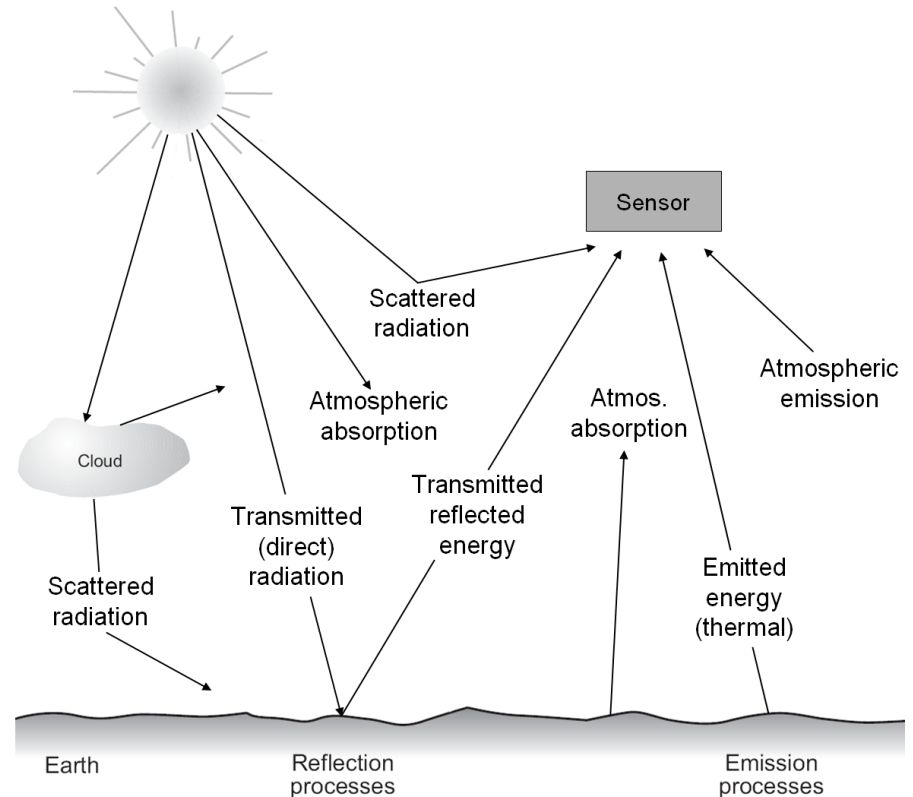 Sensor
Scattered
radiation
Atmospheric
emission
Atmospheric
absorption
Atmos.
absorption
Cloud
Transmitted
reflected
energy
Transmitted
(direct)
radiation
Emitted
energy
(thermal)
Scattered
radiation
Earth
Reflection
processes
Emission
processes